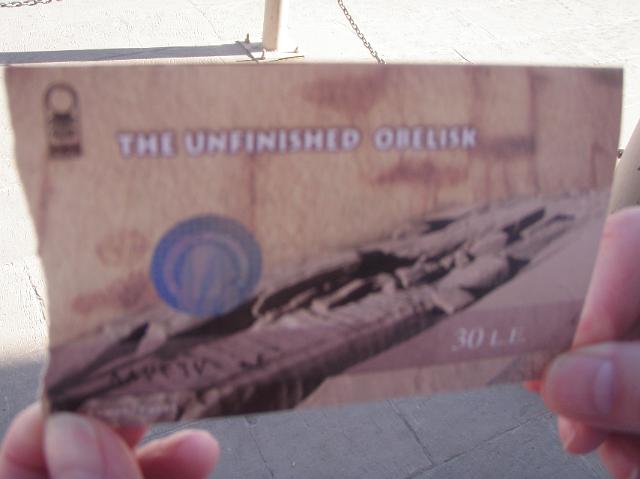 THE UNFINISHED OBELISK
30 L.E.